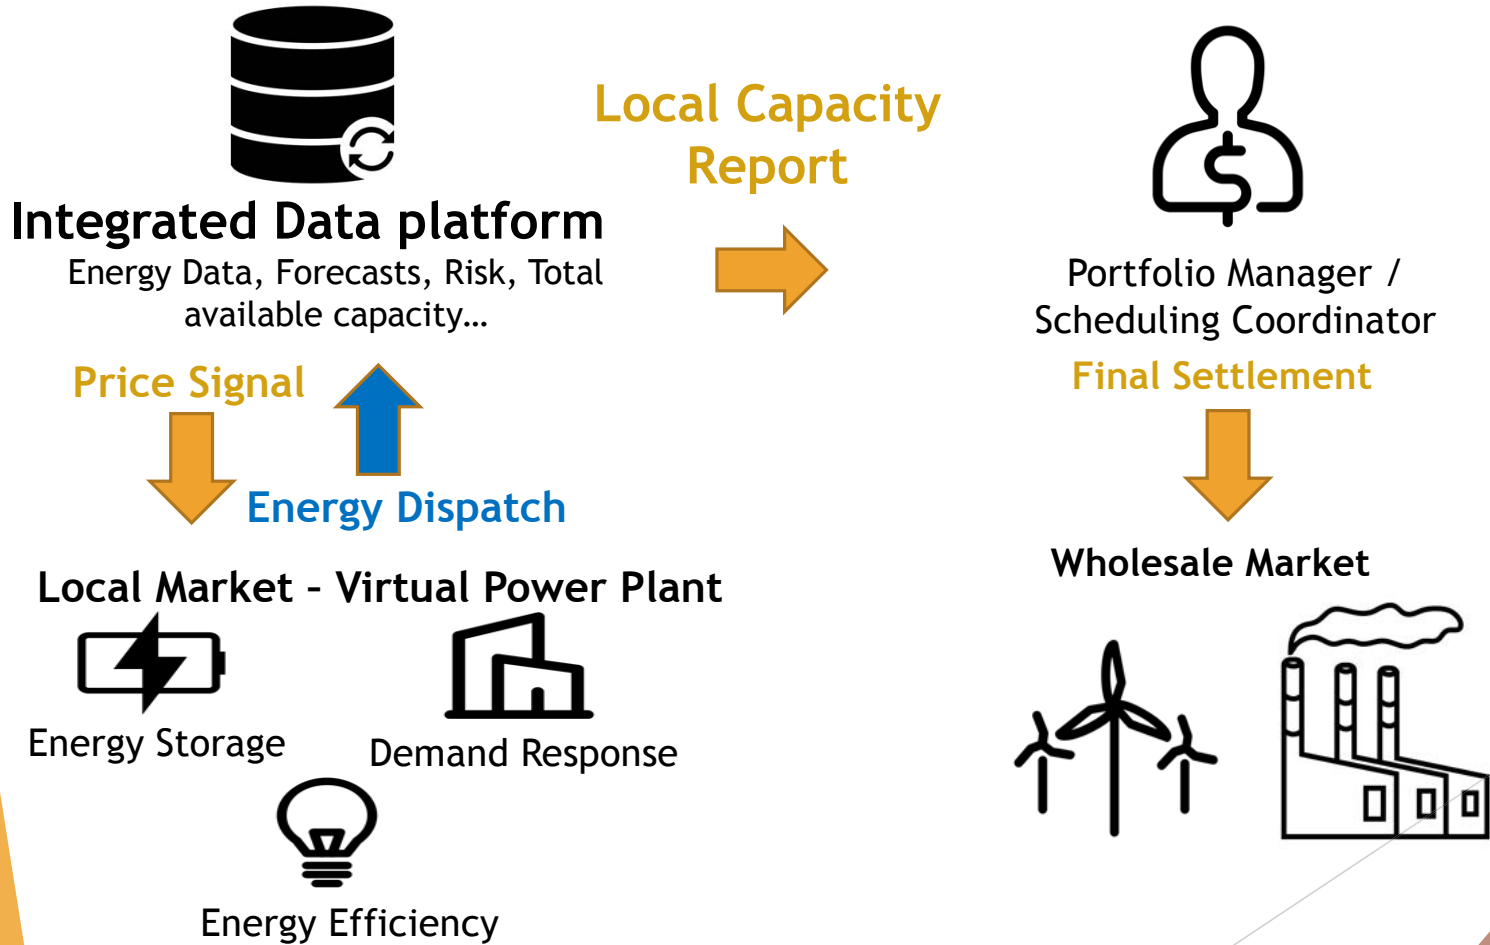 Local Capacity
Report
Integrated Data platform
Energy Data, Forecasts, Risk, Total
available capacity…
Portfolio Manager /
Scheduling Coordinator
Price Signal
Final Settlement
Energy Dispatch
Local Market – Virtual Power Plant
Wholesale Market
Energy Storage
Demand Response
Energy Efficiency